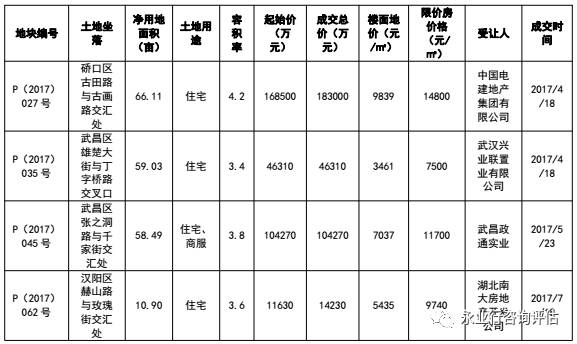 地块编号 土地坐落 净用地面积（亩） 土地用途 容积率 起始价（万元） 成交总价（万元） 楼面地价（元/㎡） 限价房价格（元/㎡） 受让人 成交时间
P（2017）027号 硚口区古田路与古画路交汇处 66.11 住宅 4.2 168500 183000 9839 14800 中国电建地产集团有限公司 2017/4/18
P（2017）035号 武昌区雄楚大街与丁字桥路交叉口 59.03 住宅 3.4 46310 46310 3461 7500 武汉兴业联置业有限公司 2017/4/18
P（2017）045号 武昌区张之洞路与千家街交汇处 58.49 住宅、商服 3.8 104270 104270 7037 11700 武昌政通实业 2017/5/23
P（2017）062号 汉阳区赫山路与玫瑰街交汇处 10.90 住宅 3.6 11630 14230 5435 9740 湖北南大房地产开发公司 2017/7
永业行咨询评估